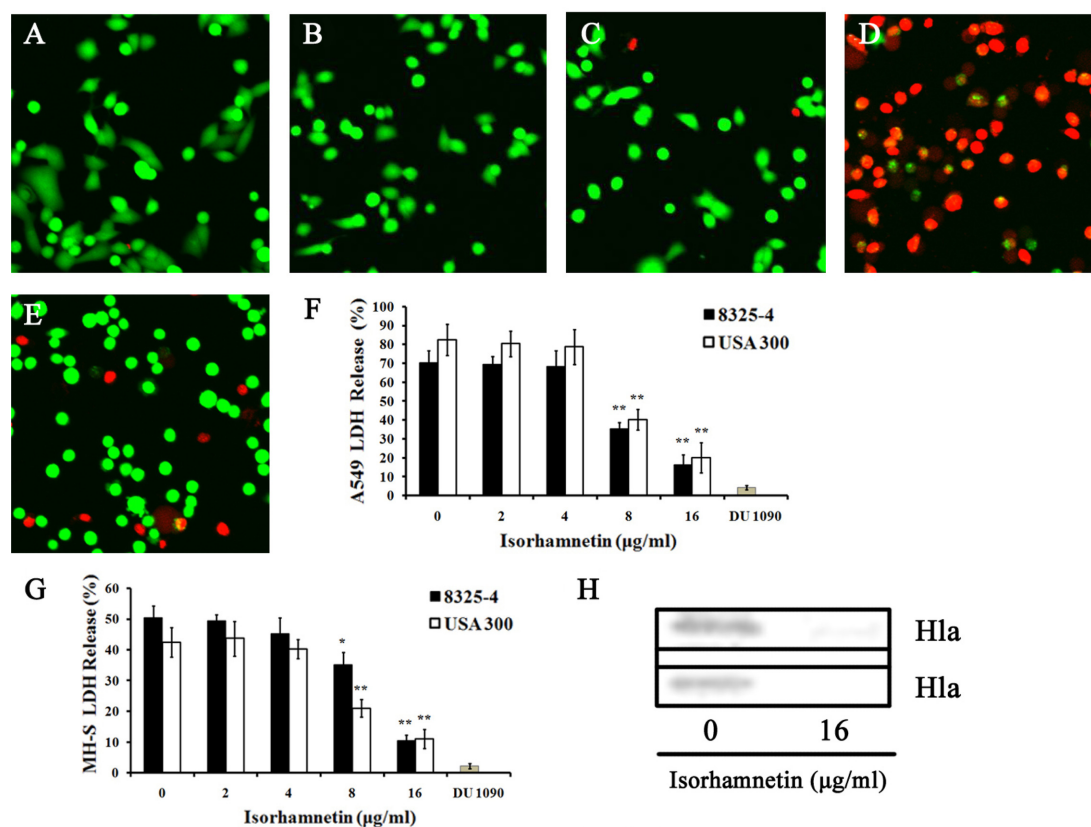 A
B
C
D
E
F
8325-4
USA 300
A549 LDH Release (%)
100
90
80
70
60
50
40
30
20
10
0
** **
** **
0 2 4 8 16 DU 1090
Isorhamnetin (µg/ml)
G
8325-4
USA 300
MH-S LDH Release (%)
60
50
40
30
20
10
0
* **
** **
0 2 4 8 16 DU 1090
Isorhamnetin (µg/ml)
H
Hla
Hla
0 16
Isorhamnetin (µg/ml)